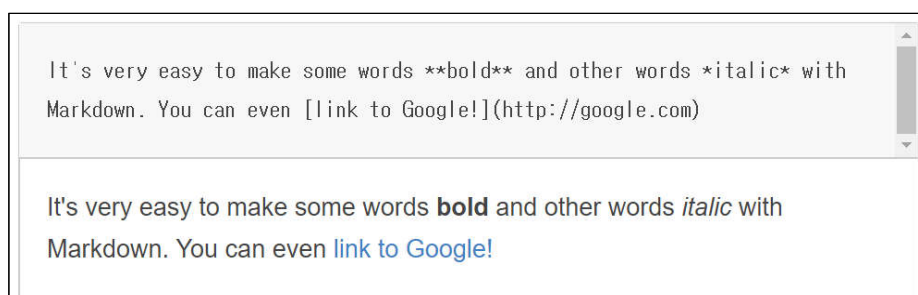 It's very easy to make some words **bold** and other words *italic* with
Markdown. You can even [link to Google!](http://google.com)
It's very easy to make some words bold and other words italic with
Markdown. You can even link to Google!